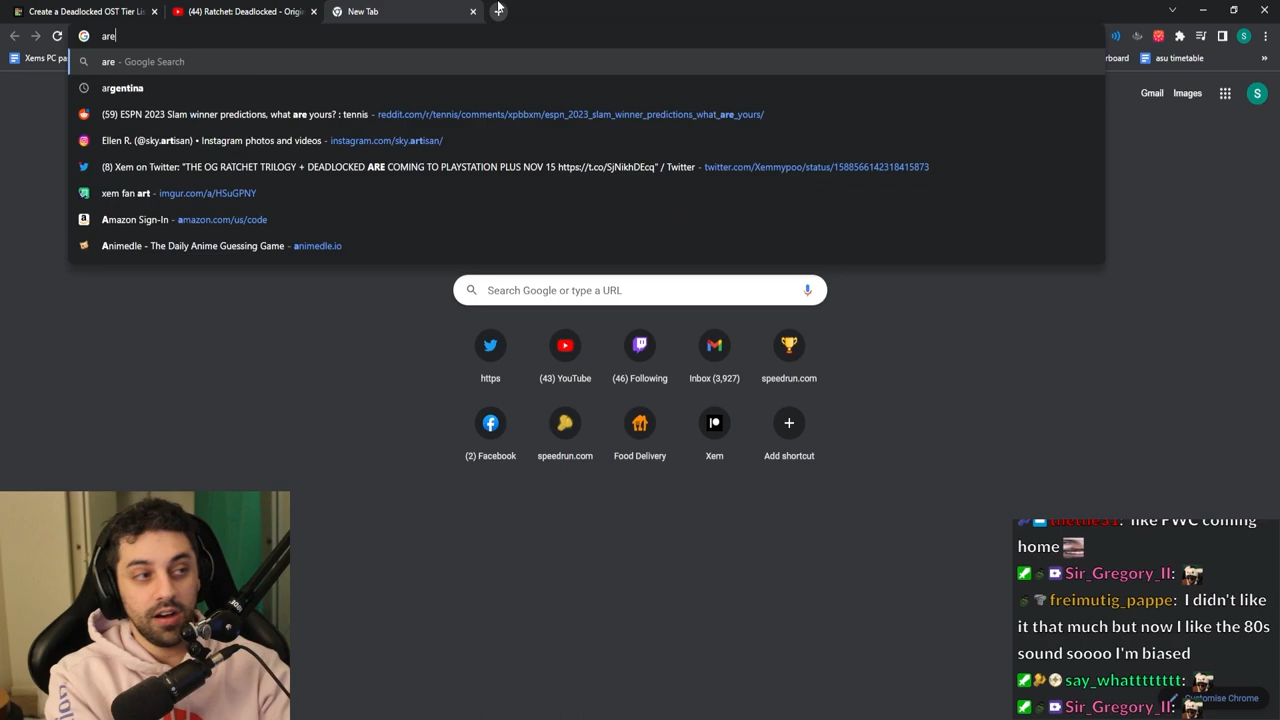 Create a Deadlocked OST Tier Lis
(44) Ratchet: Deadlocked - Origin
New Tab
are
Xems PC pa
rboard
asu timetable
are - Google Search
argentina
(59) ESPN 2023 Slam winner predictions, what are yours? : tennis - reddit.com/r/tennis/comments/xpbbxm/espn_2023_slam_winner_predictions_what_are_yours/
Ellen R. (@sky.artisan) • Instagram photos and videos - instagram.com/sky.artisan/
(8) Xem on Twitter: "THE OG RATCHET TRILOGY + DEADLOCKED ARE COMING TO PLAYSTATION PLUS NOV 15 https://t.co/SjNikhDEcq" / Twitter - twitter.com/Xemmypoo/status/1588566142318415873
xem fan art - imgur.com/a/HSuGPNY
Amazon Sign-In - amazon.com/us/code
Animedle - The Daily Anime Guessing Game - animedle.io
Gmail Images
S
S
Search Google or type a URL
https
(43) YouTube
(46) Following
Inbox (3,927)
speedrun.com
(2) Facebook
speedrun.com
Food Delivery
Xem
Add shortcut
like PWC coming
home
Sir_Gregory_II:
freimutig_pappe: I didn't like
it that much but now I like the 80s
sound soooo I'm biased
say_whatttttttt:
Customise Chrome
Sir_Gregory_II: